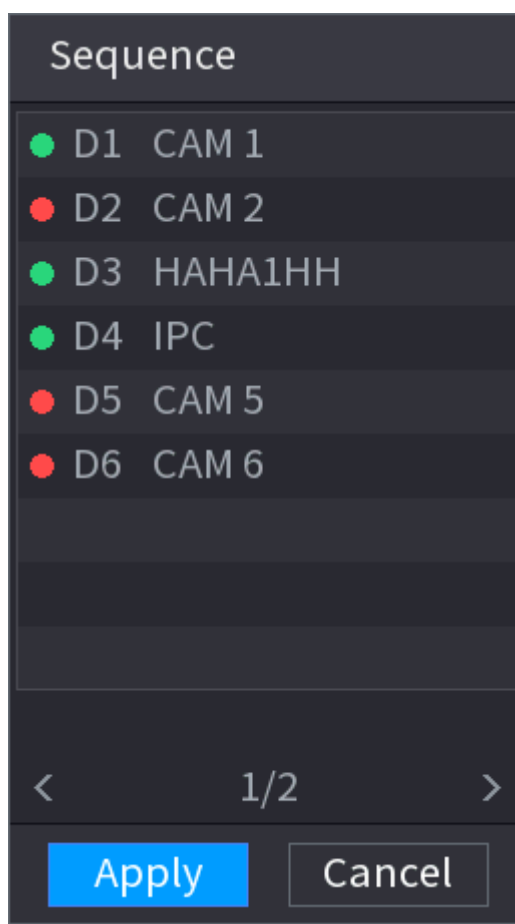 Sequence
D1 CAM 1
D2 CAM 2
D3 HAHA1HH
D4 IPC
D5 CAM 5
D6 CAM 6
< 1/2 >
Apply Cancel